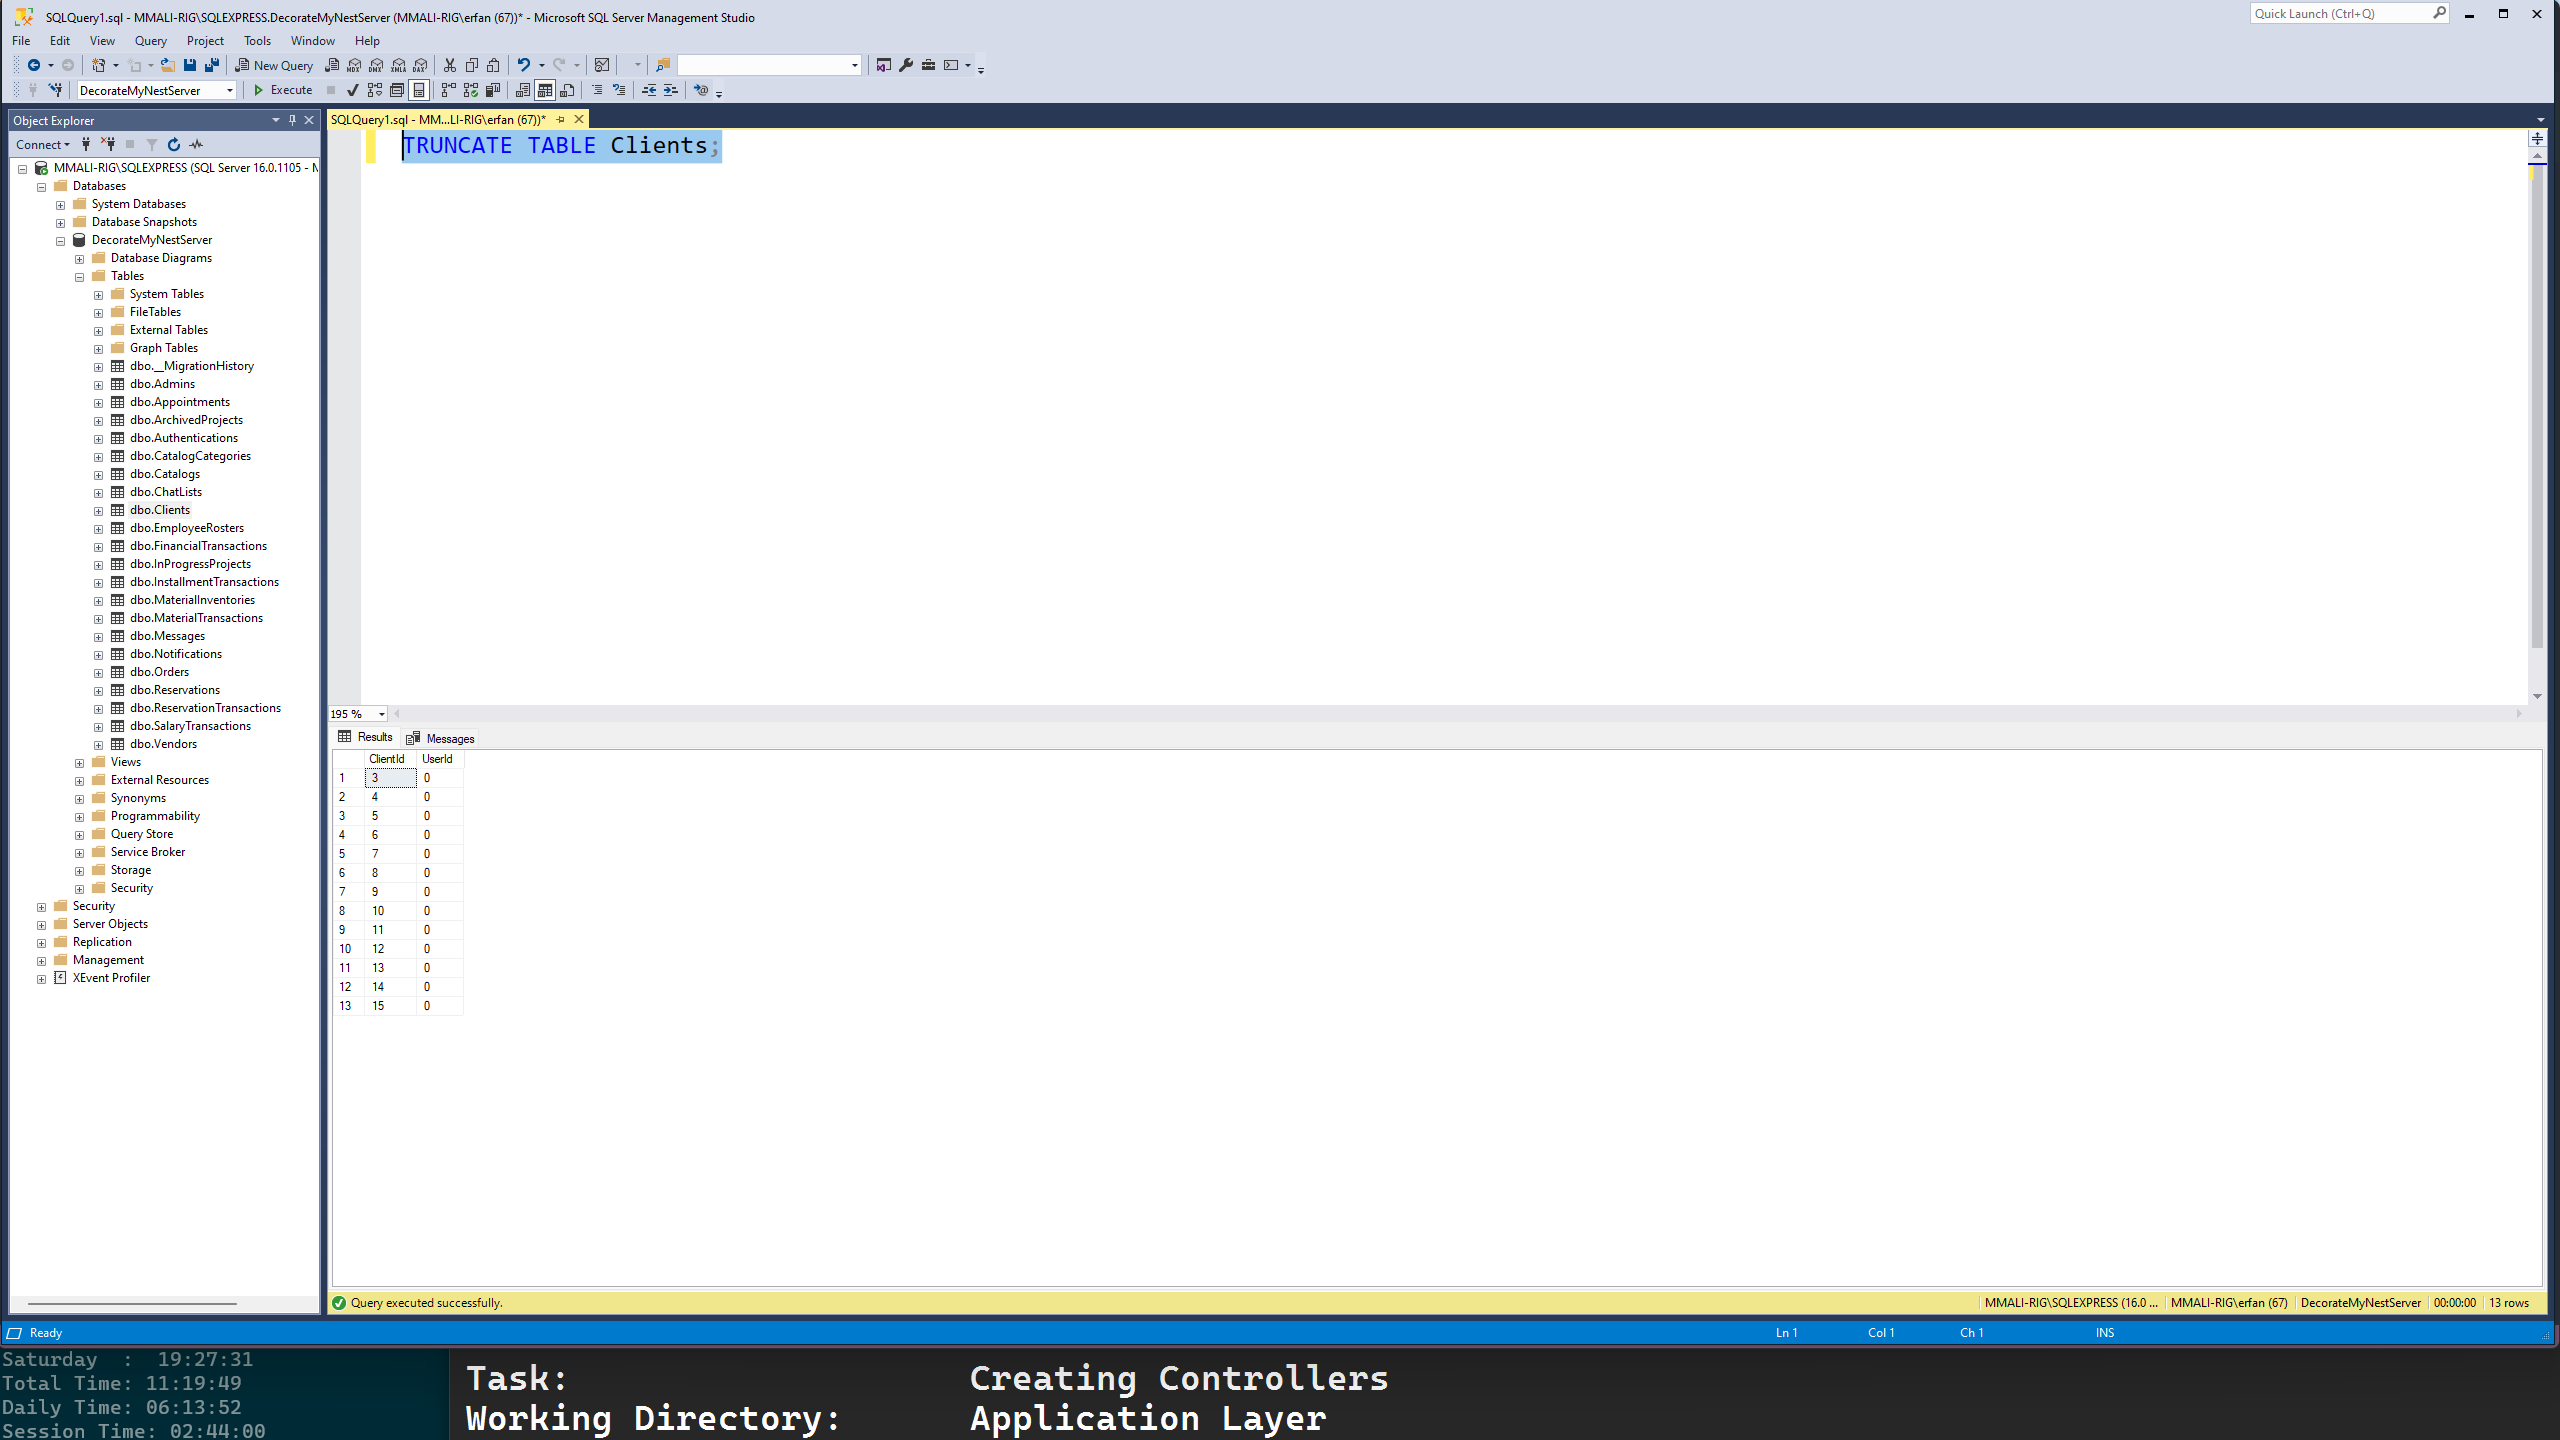 SQLQuery1.sql - MMALI-RIG\SQLEXPRESS.DecorateMyNestServer (MMALI-RIG\erfan (67))* - Microsoft SQL Server Management Studio
Quick Launch (Ctrl+Q)
File Edit View Query Project Tools Window Help
New Query MDX DMX XMLA DAX
DecorateMyNestServer Execute
Object Explorer
SQLQuery1.sql - MM...LI-RIG\erfan (67))*
Connect
TRUNCATE TABLE Clients;
MMALI-RIG\SQLEXPRESS (SQL Server 16.0.1105 - M
Databases
System Databases
Database Snapshots
DecorateMyNestServer
Database Diagrams
Tables
System Tables
FileTables
External Tables
Graph Tables
dbo.__MigrationHistory
dbo.Admins
dbo.Appointments
dbo.ArchivedProjects
dbo.Authentications
dbo.CatalogCategories
dbo.Catalogs
dbo.ChatLists
dbo.Clients
dbo.EmployeeRosters
dbo.FinancialTransactions
dbo.InProgressProjects
dbo.InstallmentTransactions
dbo.MaterialInventories
dbo.MaterialTransactions
dbo.Messages
dbo.Notifications
dbo.Orders
dbo.Reservations
dbo.ReservationTransactions
dbo.SalaryTransactions
dbo.Vendors
Views
External Resources
Synonyms
Programmability
Query Store
Service Broker
Storage
Security
Security
Server Objects
Replication
Management
XEvent Profiler
195 %
Results Messages
ClientId UserId
1 3 0
2 4 0
3 5 0
4 6 0
5 7 0
6 8 0
7 9 0
8 10 0
9 11 0
10 12 0
11 13 0
12 14 0
13 15 0
Query executed successfully. MMALI-RIG\SQLEXPRESS (16.0 ... MMALI-RIG\erfan (67) DecorateMyNestServer 00:00:00 13 rows
Ready Ln 1 Col 1 Ch 1 INS
Saturday : 19:27:31
Total Time: 11:19:49
Daily Time: 06:13:52
Session Time: 02:44:00
Task: Creating Controllers
Working Directory: Application Layer